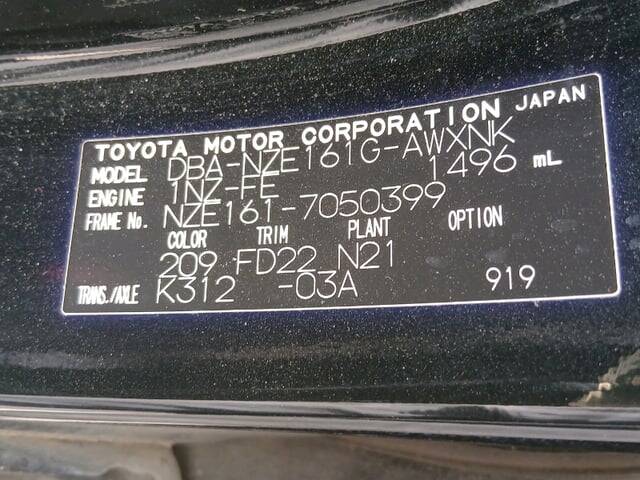 TOYOTA MOTOR CORPORATION JAPAN
MODEL DBA-NZE161G-AWXNK
ENGINE 1NZ-FE 1496 mL
FRAME No. NZE161-7050399
COLOR TRIM PLANT OPTION
209 FD22 N21
TRANS./AXLE K312 -03A 919